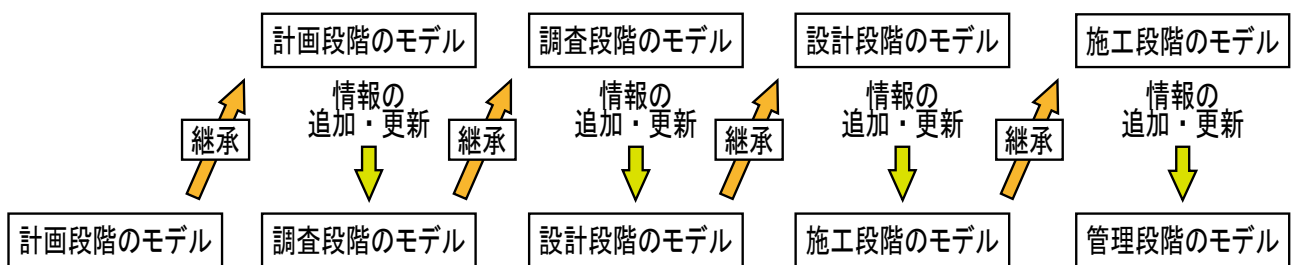 計画段階のモデル
調査段階のモデル
設計段階のモデル
施工段階のモデル
情報の
追加・更新
情報の
追加・更新
情報の
追加・更新
情報の
追加・更新
継承
継承
継承
継承
計画段階のモデル
調査段階のモデル
設計段階のモデル
施工段階のモデル
管理段階のモデル